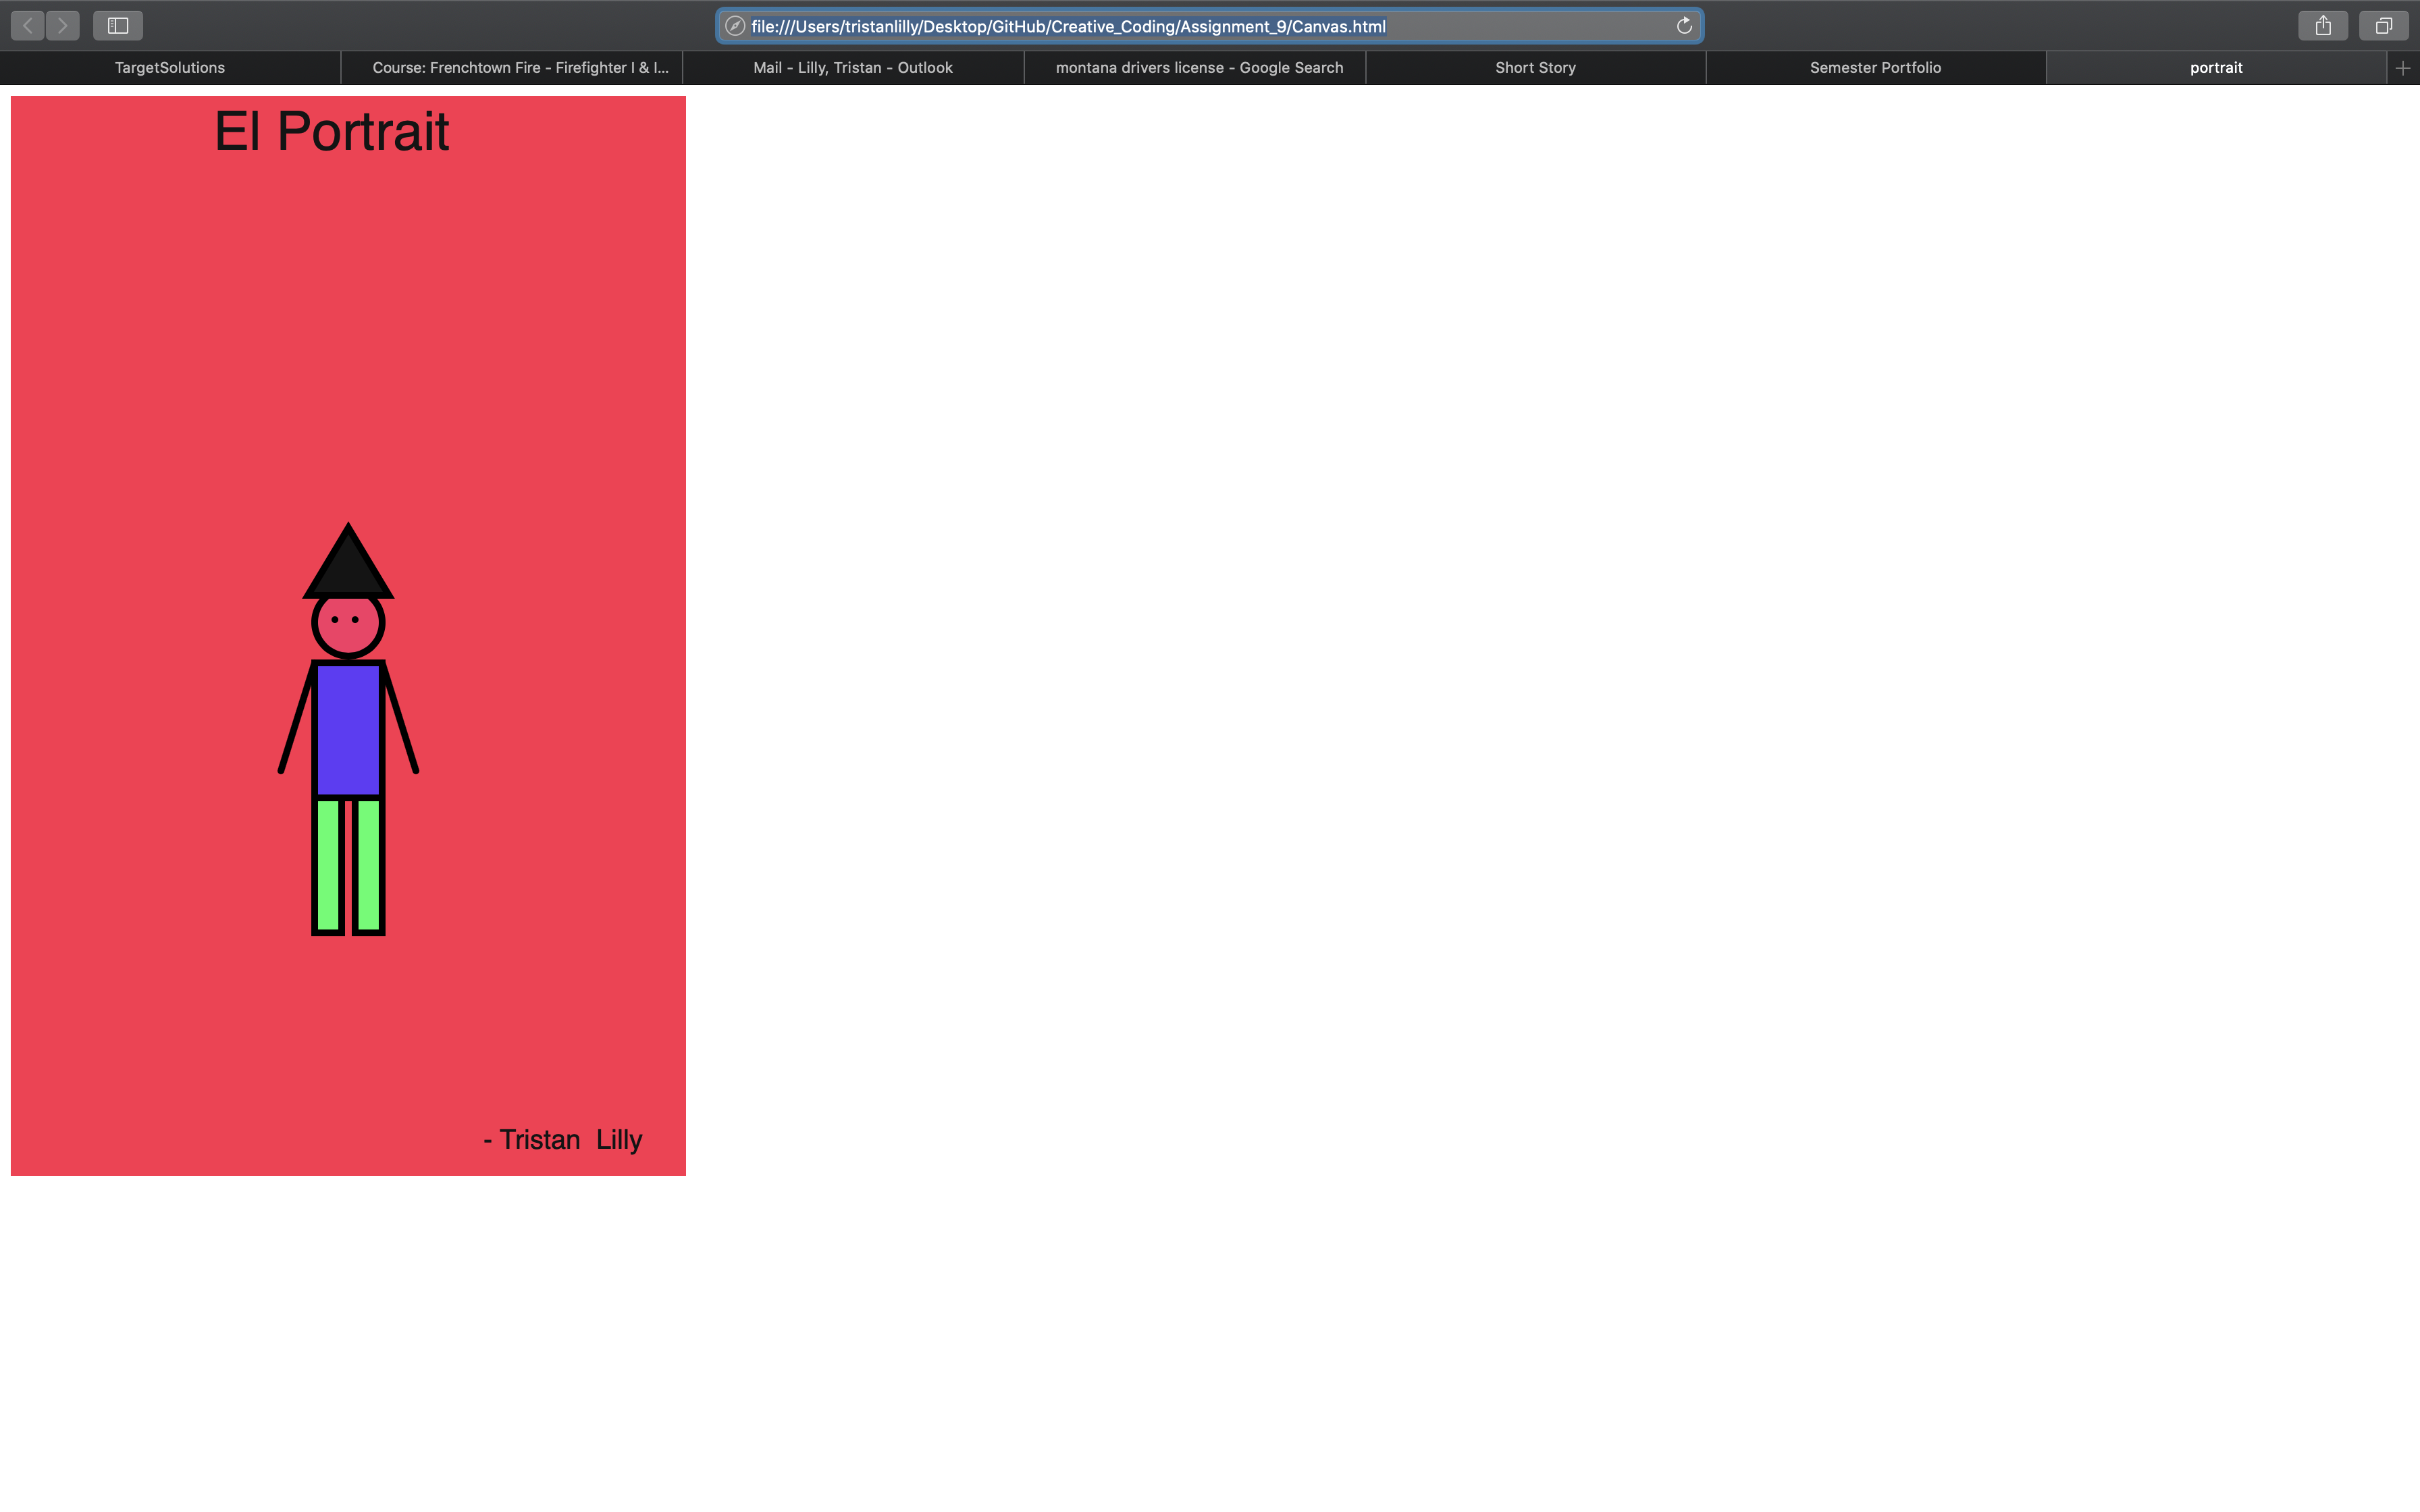 file:///Users/tristanlilly/Desktop/GitHub/Creative_Coding/Assignment_9/Canvas.html
TargetSolutions
Course: Frenchtown Fire - Firefighter I & I...
Mail - Lilly, Tristan - Outlook
montana drivers license - Google Search
Short Story
Semester Portfolio
portrait
El Portrait
- Tristan  Lilly